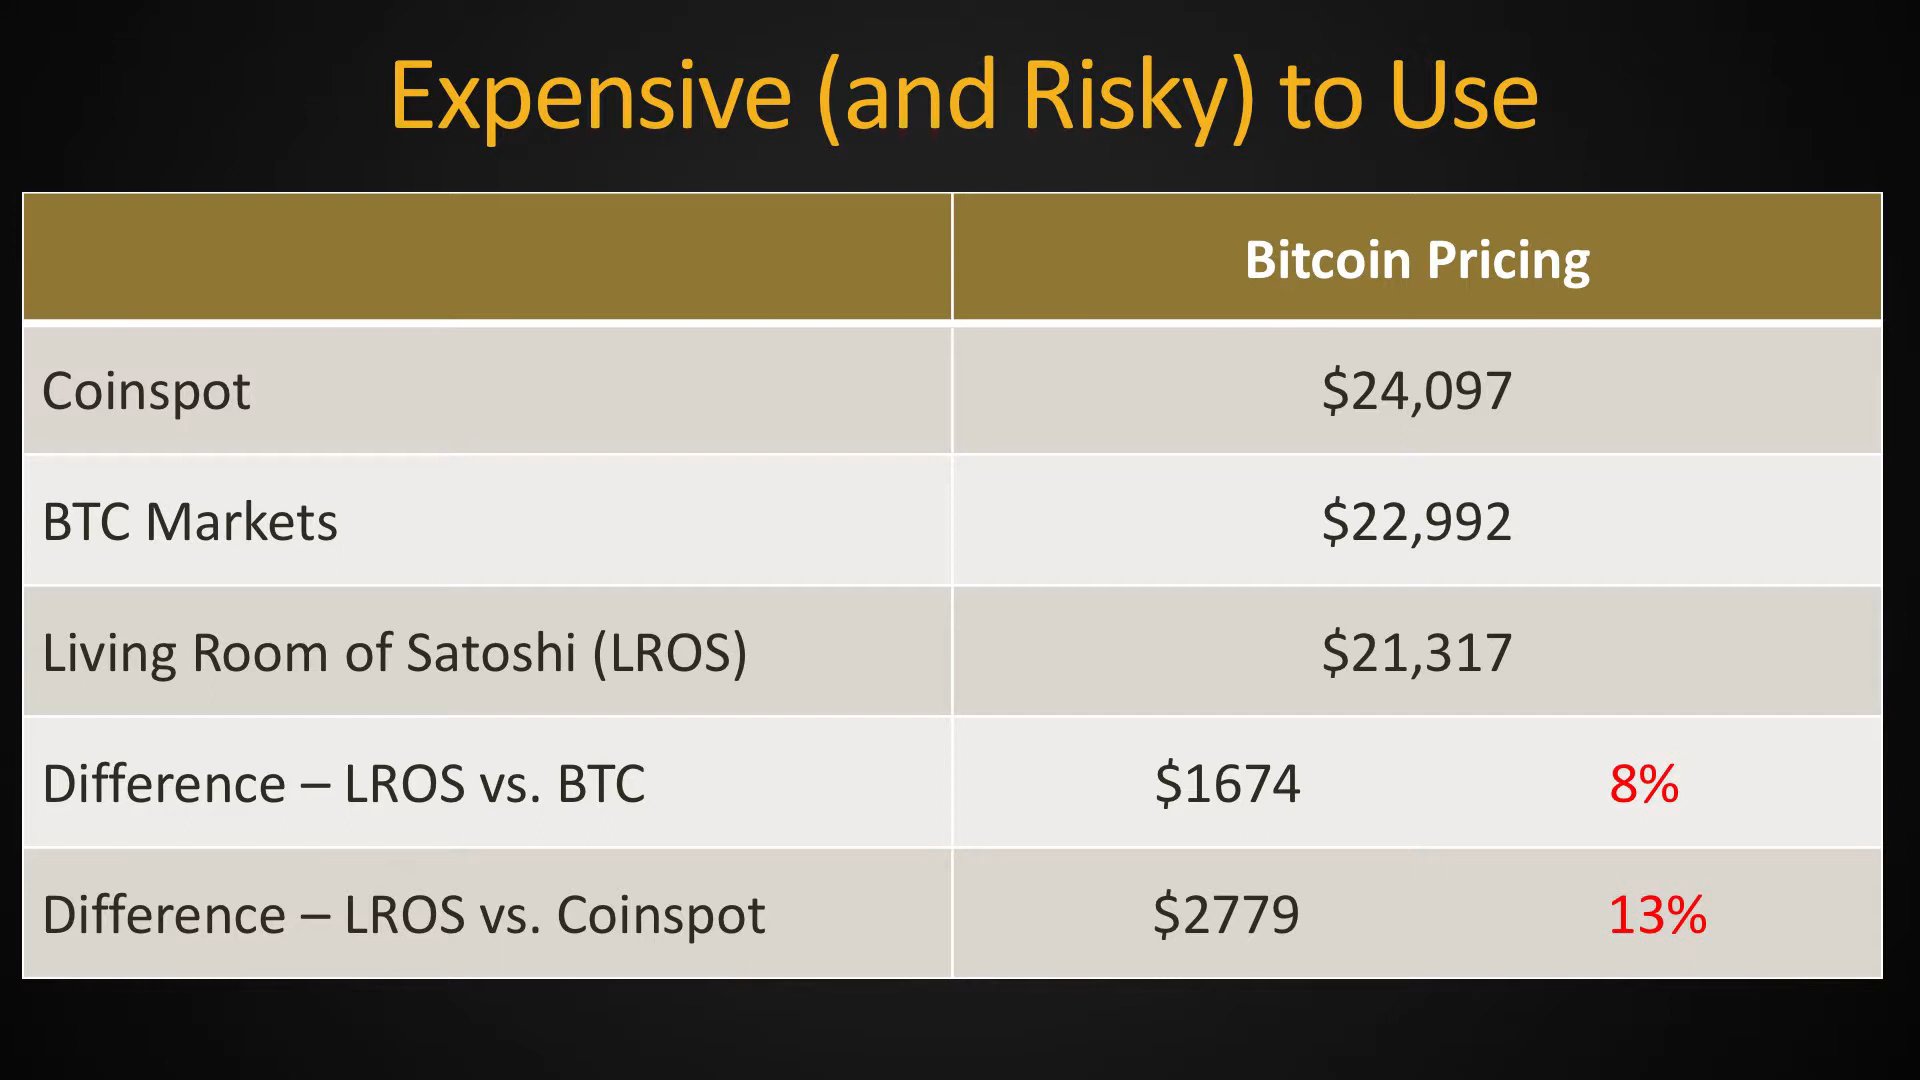 Expensive (and Risky) to Use
Bitcoin Pricing
Coinspot $24,097
BTC Markets $22,992
Living Room of Satoshi (LROS) $21,317
Difference – LROS vs. BTC $1674 8%
Difference – LROS vs. Coinspot $2779 13%